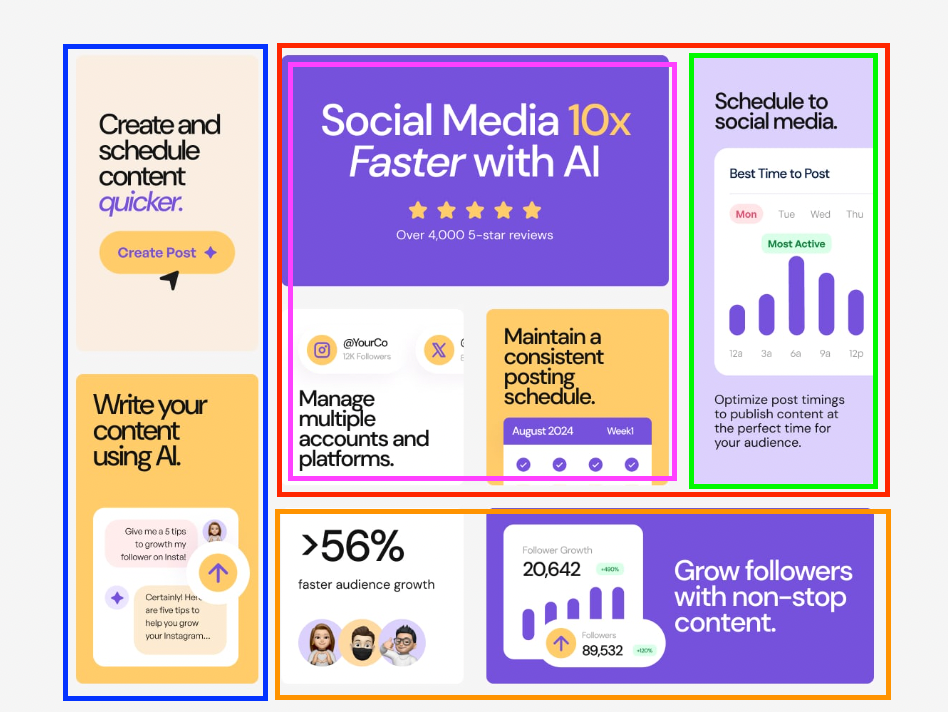 Create and
schedule
content
quicker.
Create Post
Write your
content
using AI.
Give me a 5 tips
to growth my
follower on Insta!
Certainly! Here
are five tips to
help you grow
your Instagram...
Social Media 10x
Faster with AI
Over 4,000 5-star reviews
@YourCo
12K Followers
Manage
multiple
accounts and
platforms.
Maintain a
consistent
posting
schedule.
August 2024 Week1
Schedule to
social media.
Best Time to Post
Mon Tue Wed Thu
Most Active
12a 3a 6a 9a 12p
Optimize post timings
to publish content at
the perfect time for
your audience.
>56%
faster audience growth
Follower Growth
20,642
Followers
89,532
Grow followers
with non-stop
content.